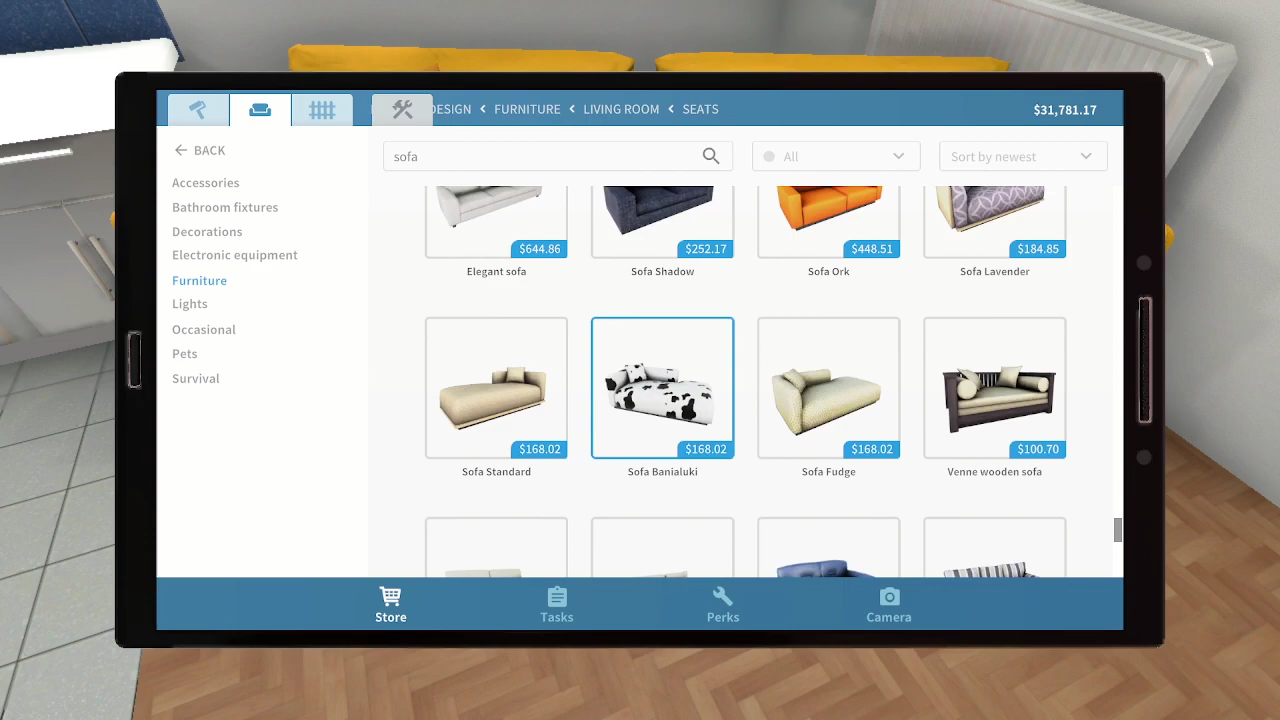 DESIGN < FURNITURE < LIVING ROOM < SEATS
$31,781.17
BACK
sofa
All
Sort by newest
Accessories
Bathroom fixtures
Decorations
Electronic equipment
Furniture
Lights
Occasional
Pets
Survival
$644.86
$252.17
$448.51
$184.85
Elegant sofa
Sofa Shadow
Sofa Ork
Sofa Lavender
$168.02
$168.02
$168.02
$100.70
Sofa Standard
Sofa Banialuki
Sofa Fudge
Venne wooden sofa
Store
Tasks
Perks
Camera